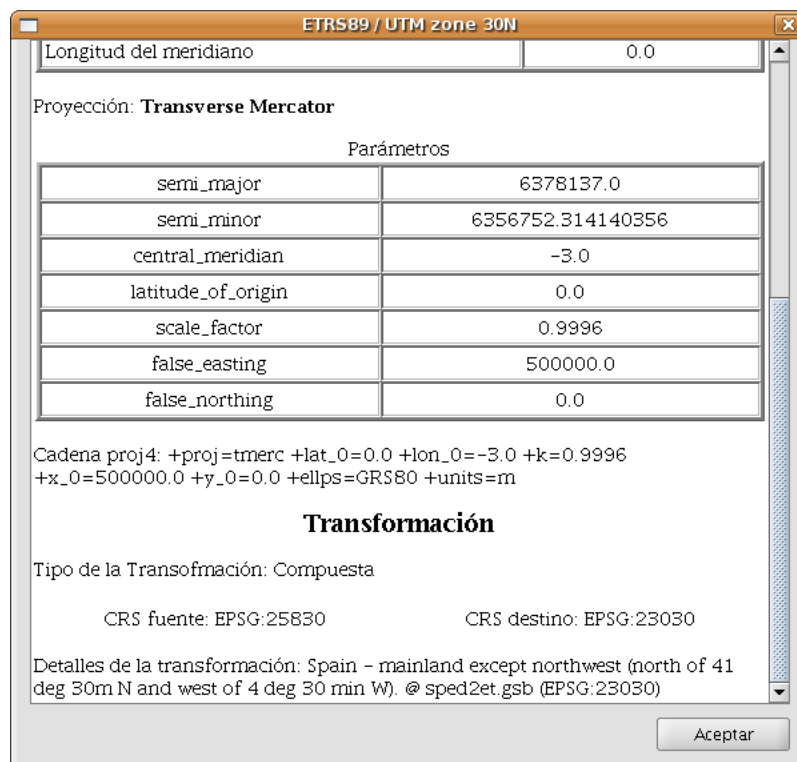 ETRS89 / UTM zone 30N
Longitud del meridiano 0.0
Proyección: Transverse Mercator
Parámetros
semi_major 6378137.0
semi_minor 6356752.314140356
central_meridian -3.0
latitude_of_origin 0.0
scale_factor 0.9996
false_easting 500000.0
false_northing 0.0
Cadena proj4: +proj=tmerc +lat_0=0.0 +lon_0=-3.0 +k=0.9996
+x_0=500000.0 +y_0=0.0 +ellps=GRS80 +units=m
Transformación
Tipo de la Transofmación: Compuesta
CRS fuente: EPSG:25830 CRS destino: EPSG:23030
Detalles de la transformación: Spain - mainland except northwest (north of 41
deg 30m N and west of 4 deg 30 min W). @ sped2et.gsb (EPSG:23030)
Aceptar